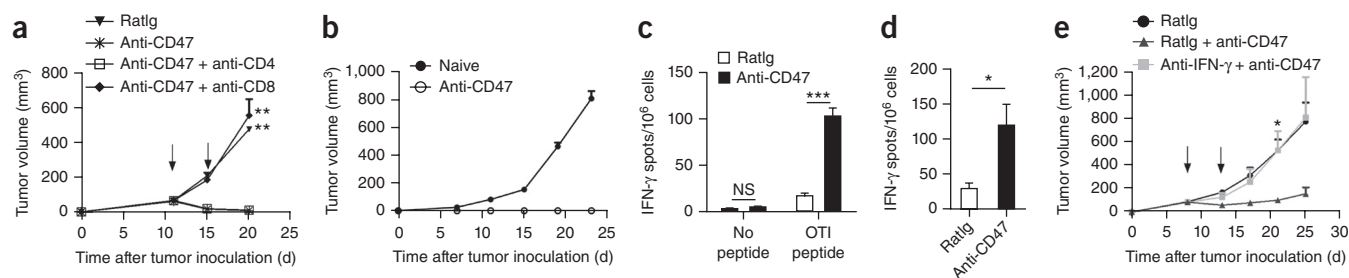 a
RatIg
Anti-CD47
Anti-CD47 + anti-CD4
Anti-CD47 + anti-CD8
800
600
400
200
0
**
**
Tumor volume (mm³)
0 5 10 15 20 25
Time after tumor inoculation (d)
b
Naive
Anti-CD47
1,000
800
600
400
200
0
Tumor volume (mm³)
0 5 10 15 20 25
Time after tumor inoculation (d)
c
RatIg
Anti-CD47
150
100
50
0
IFN-γ spots/10⁶ cells
NS
***
No peptide
OTI peptide
d
200
150
100
50
0
IFN-γ spots/10⁶ cells
*
RatIg
Anti-CD47
e
RatIg
RatIg + anti-CD47
Anti-IFN-γ + anti-CD47
1,200
1,000
800
600
400
200
0
Tumor volume (mm³)
*
0 5 10 15 20 25 30
Time after tumor inoculation (d)